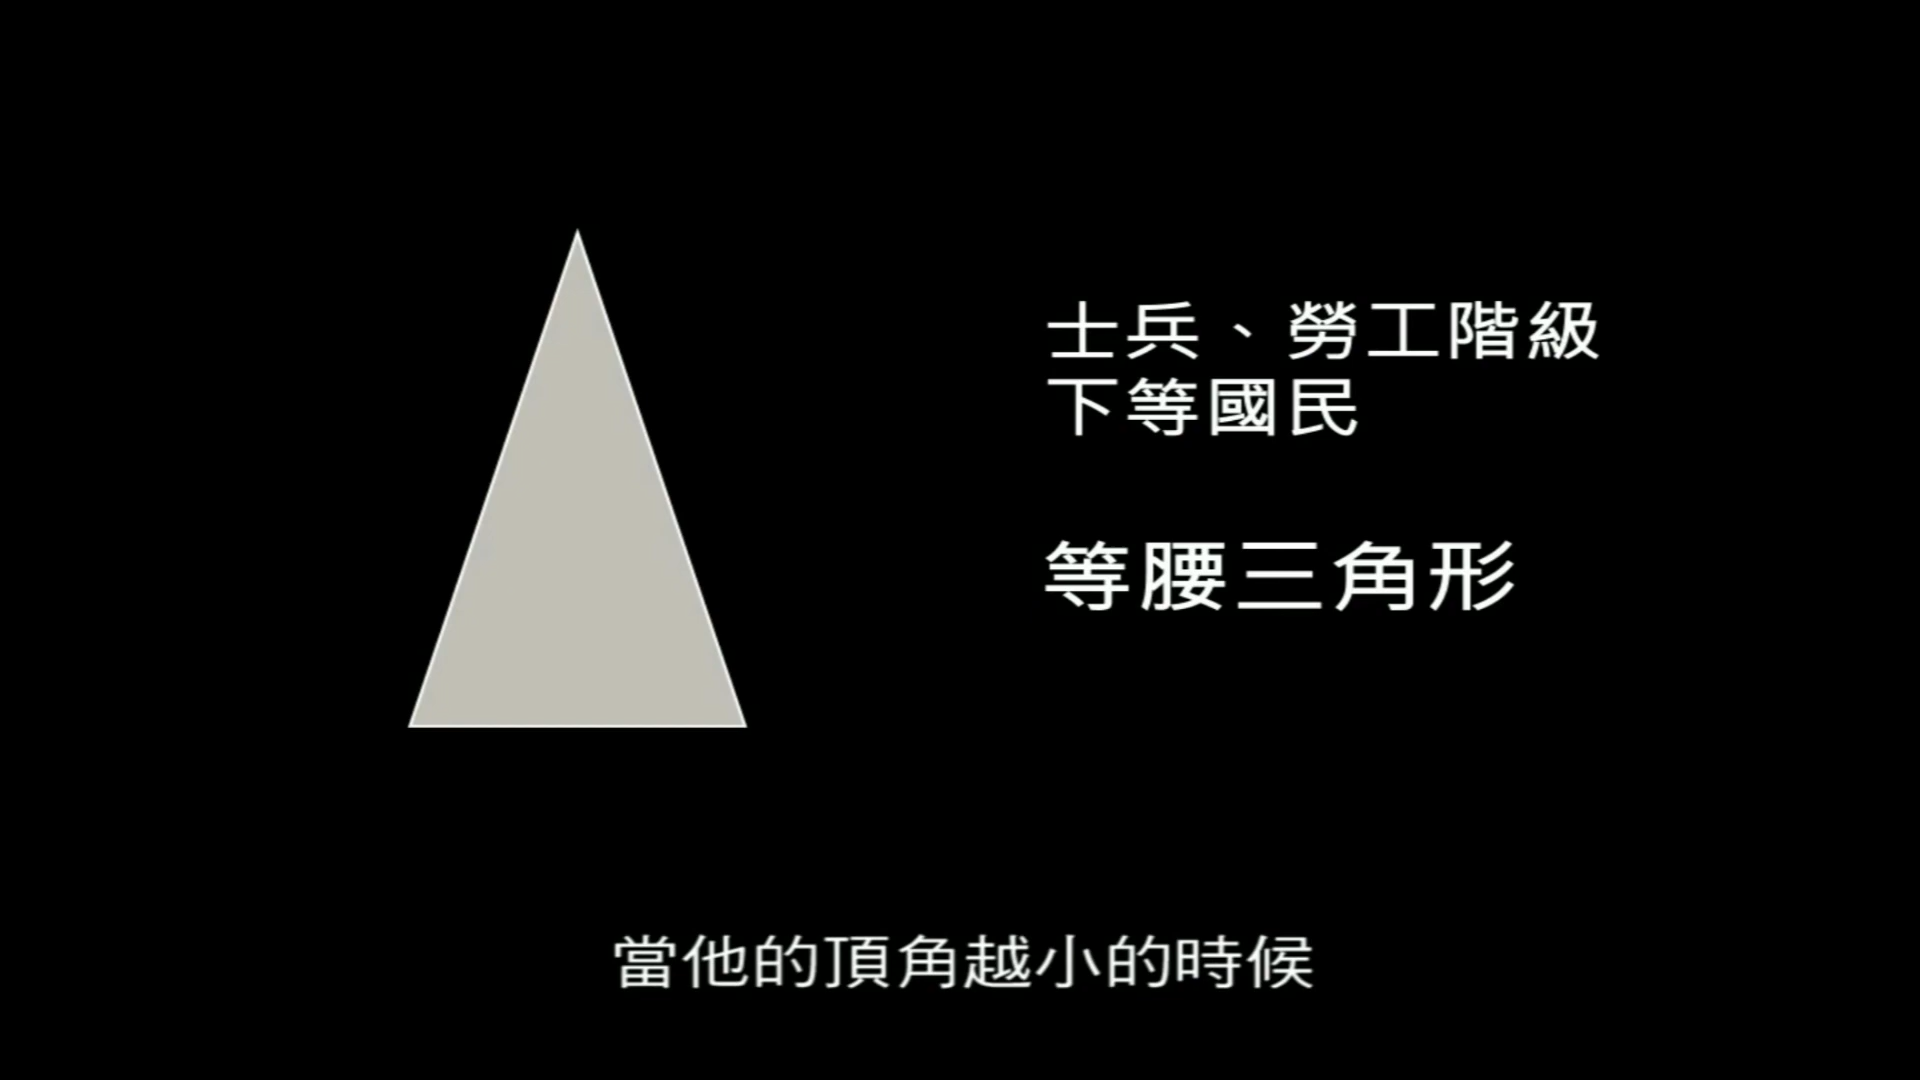 士兵、勞工階級
下等國民
等腰三角形
當他的頂角越小的時候